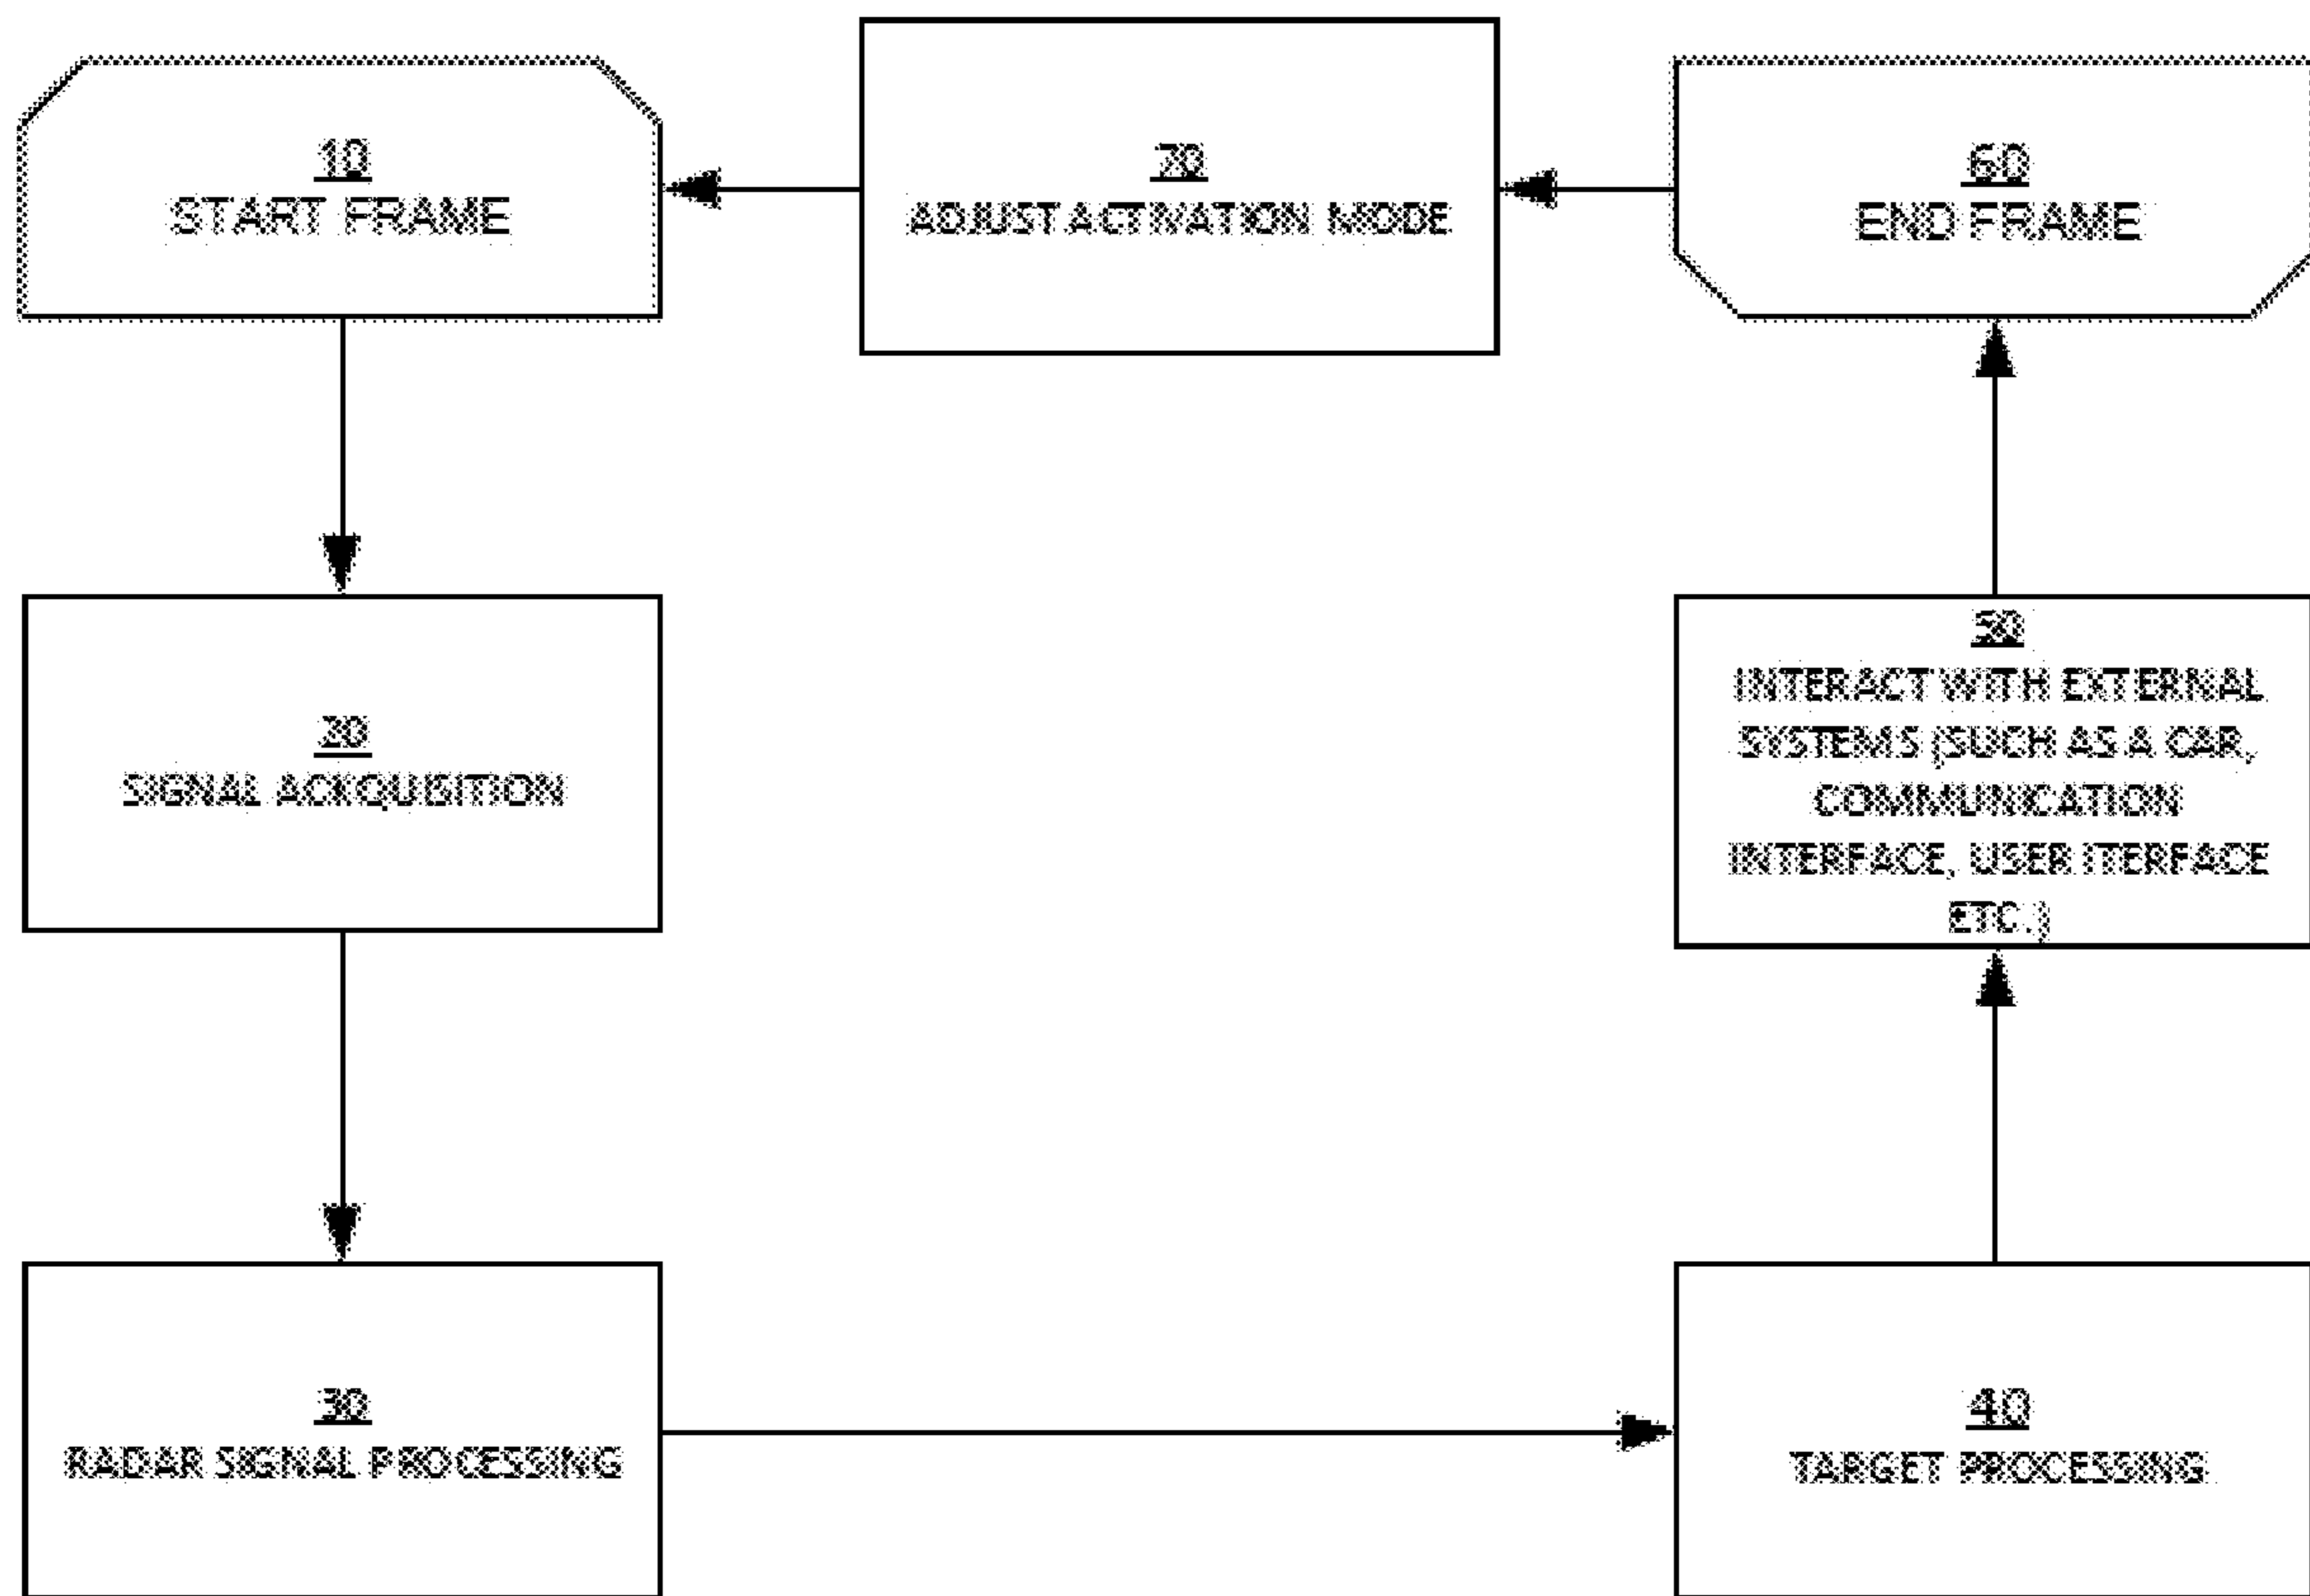 10
START FRAME
70
ADJUST ACTIVATION MODE
60
END FRAME
20
SIGNAL ACKQUISITION
50
INTERACT WITH EXTERNAL
SYSTEMS (SUCH AS A CAR,
COMMUNICATION
INTERFACE, USER ITERFACE
ETC.)
30
RADAR SIGNAL PROCESSING
40
TARGET PROCESSING